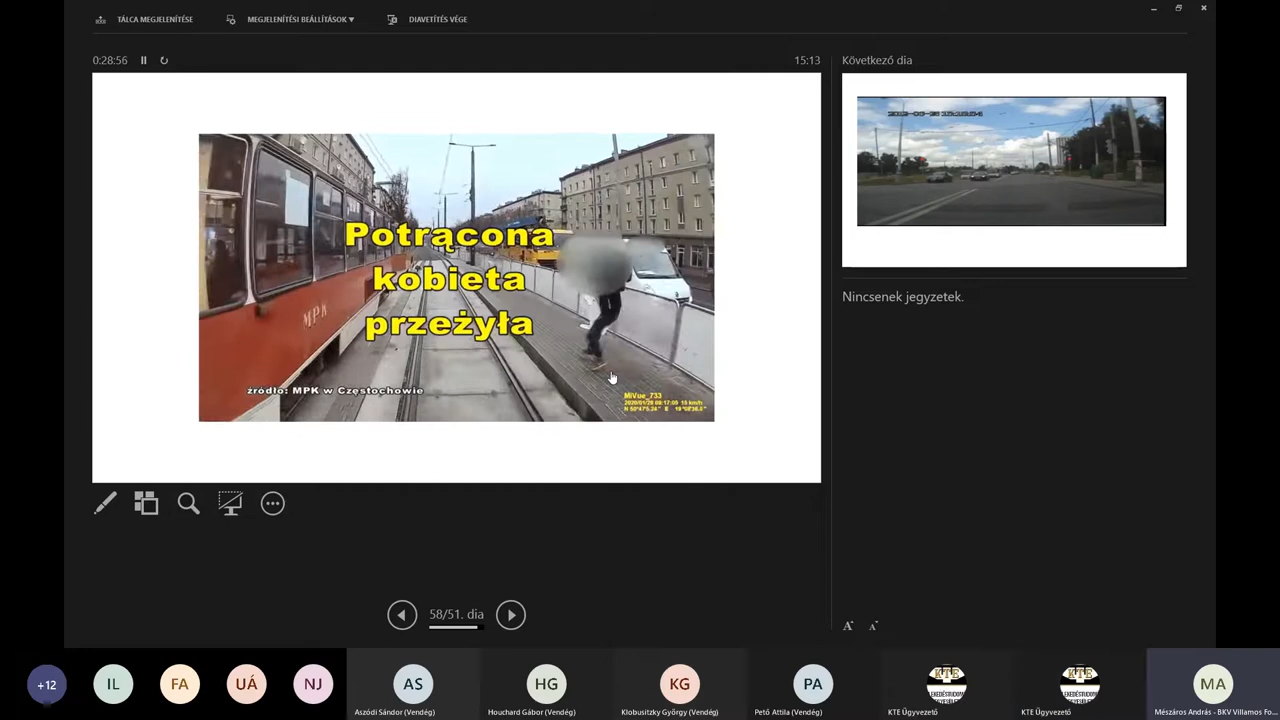 TÁLCA MEGJELENÍTÉSE
MEGJELENÍTÉSI BEÁLLÍTÁSOK ▼
DIAVETÍTÉS VÉGE
0:28:56
15:13
Következő dia
Potrącona
kobieta
przeżyła
MPK
źródło: MPK w Częstochowie
MiVue_733
Nincsenek jegyzetek.
58/51. dia
+12
IL
FA
UÁ
NJ
AS
HG
KG
PA
KTE
KTE
MA
Aszódi Sándor (Vendég)
Houchard Gábor (Vendég)
Klobusitzky György (Vendég)
Pető Attila (Vendég)
KTE Ügyvezető
KTE Ügyvezető
Mészáros András - BKV Villamos Fo...